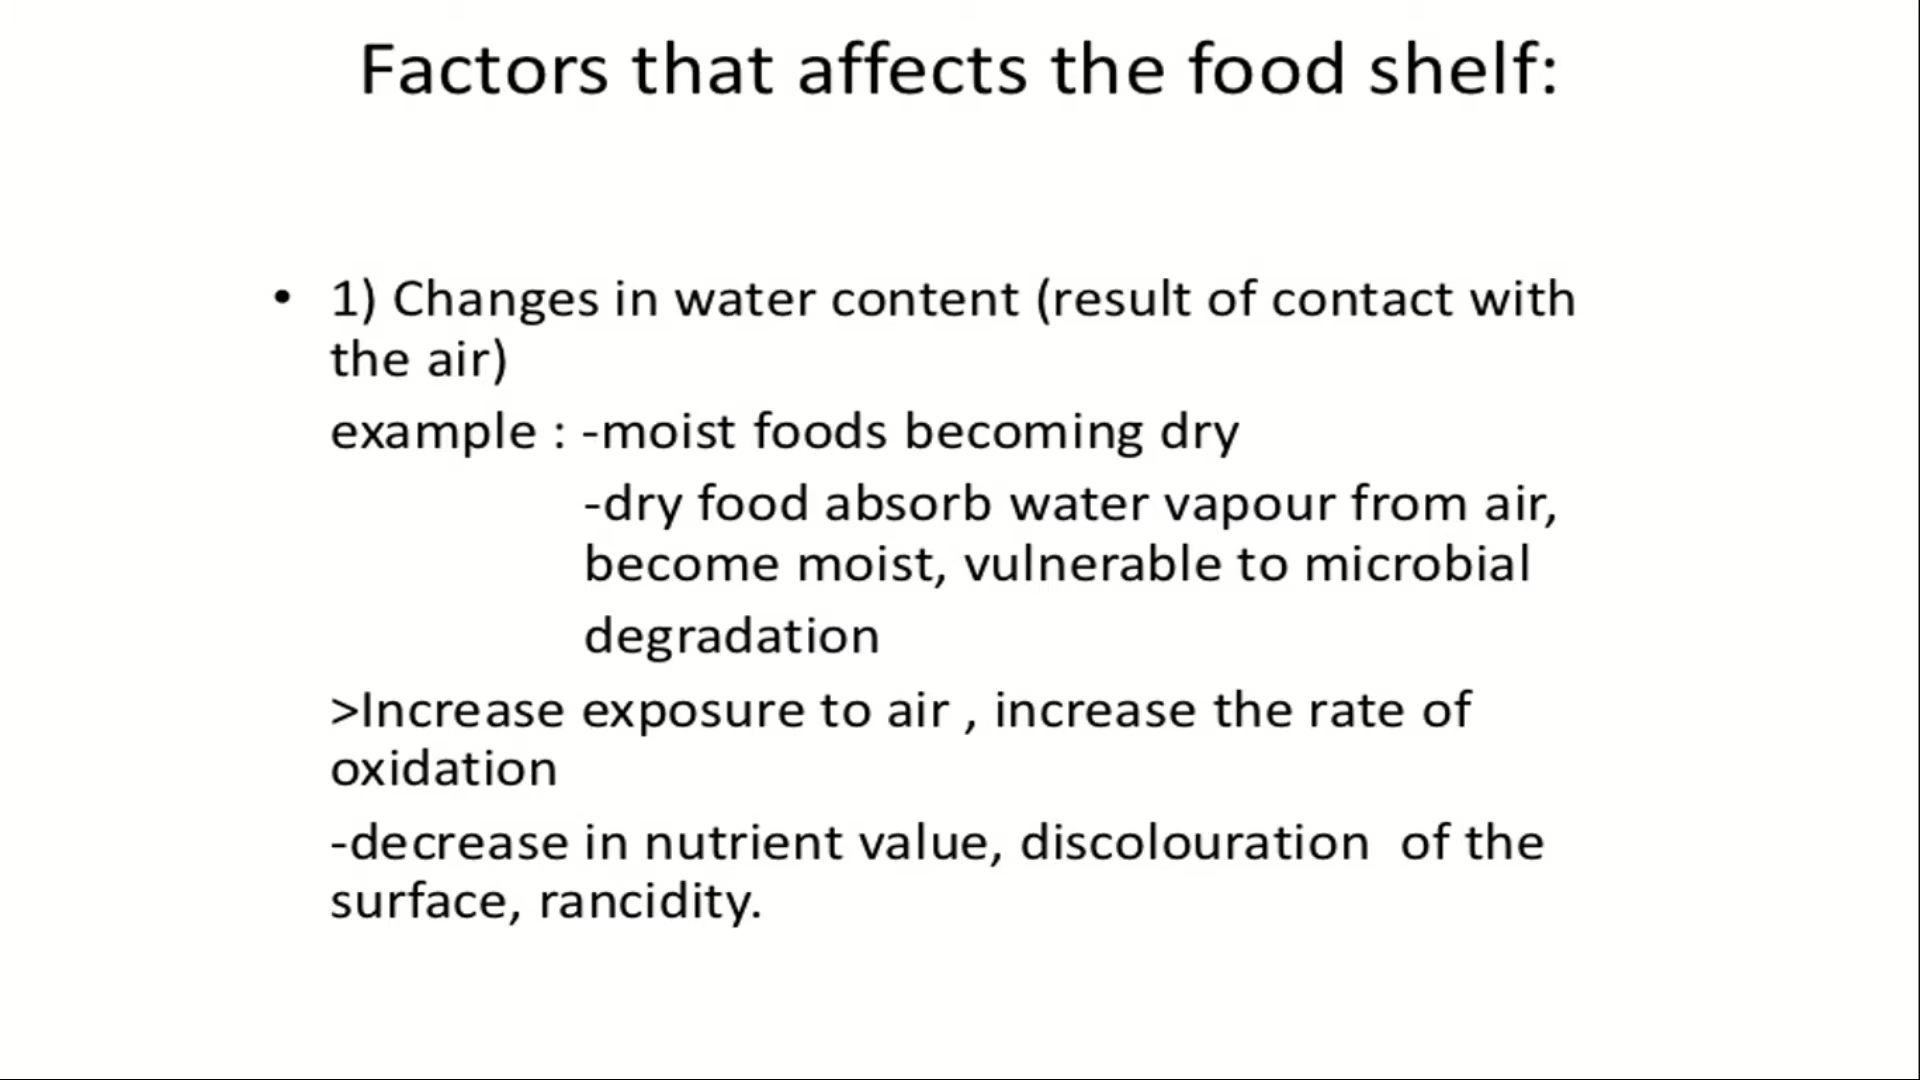 Factors that affects the food shelf:
• 1) Changes in water content (result of contact with
the air)
example : -moist foods becoming dry
-dry food absorb water vapour from air,
become moist, vulnerable to microbial
degradation
>Increase exposure to air , increase the rate of
oxidation
-decrease in nutrient value, discolouration  of the
surface, rancidity.